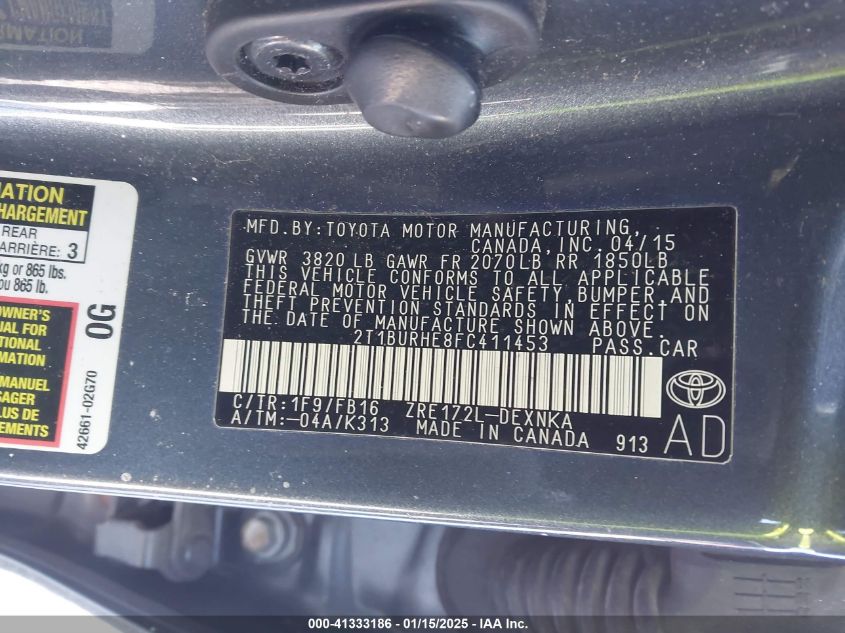 RMATION
MATION
HARGEMENT
REAR
ARRIÈRE: 3
kg or 865 lbs.
ou 865 lb.
OWNER'S
UAL FOR
TIONAL
RMATION
MANUEL
SAGER
LUS DE
EMENTS
0G
42661-02G70
MFD.BY:TOYOTA MOTOR MANUFACTURING,
CANADA, INC. 04/15
GVWR 3820 LB GAWR FR 2070LB RR 1850LB
THIS VEHICLE CONFORMS TO ALL APPLICABLE
FEDERAL MOTOR VEHICLE SAFETY,BUMPER,AND
THEFT PREVENTION STANDARDS IN EFFECT ON
THE DATE OF MANUFACTURE SHOWN ABOVE.
2T1BURHE8FC411453 PASS.CAR
C/TR:1F9/FB16 ZRE172L-DEXNKA
A/TM:-04A/K313 MADE IN CANADA 913
AD
000-41333186 - 01/15/2025 - IAA Inc.